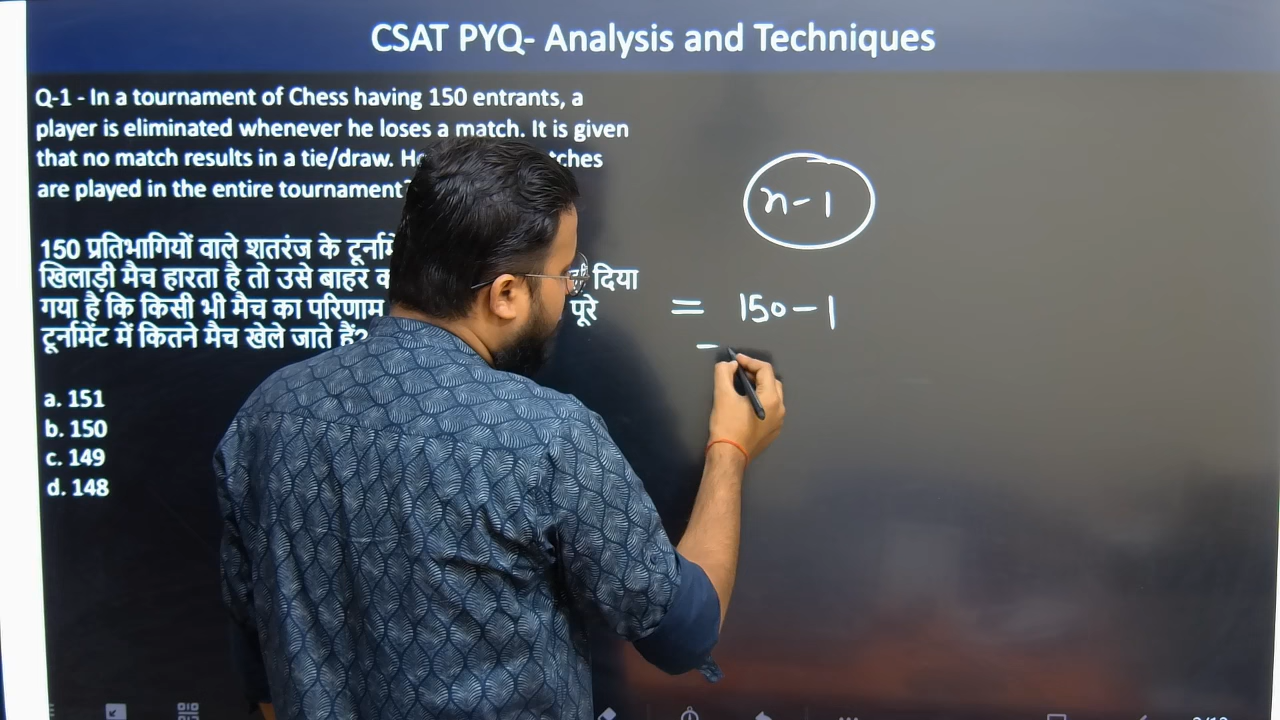 CSAT PYQ- Analysis and Techniques
Q-1 - In a tournament of Chess having 150 entrants, a
player is eliminated whenever he loses a match. It is given
that no match results in a tie/draw.
are played in the entire tournament?
150 प्रतिभागियों वाले शतरंज के
खिलाड़ी मैच हारता है तो उसे बाहर दिया
गया है कि किसी भी मैच का परिणाम पूरे
टूर्नामेंट में कितने मैच खेले जाते हैं?
a. 151
b. 150
c. 149
d. 148
n-1
= 150-1